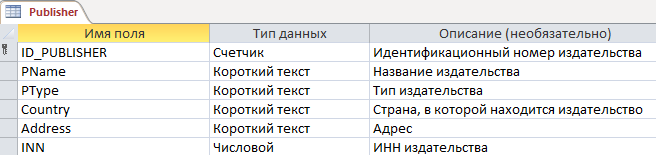 Publisher
Имя поля Тип данных Описание (необязательно)
ID_PUBLISHER Счетчик Идентификационный номер издательства
PName Короткий текст Название издательства
PType Короткий текст Тип издательства
Country Короткий текст Страна, в которой находится издательство
Address Короткий текст Адрес
INN Числовой ИНН издательства